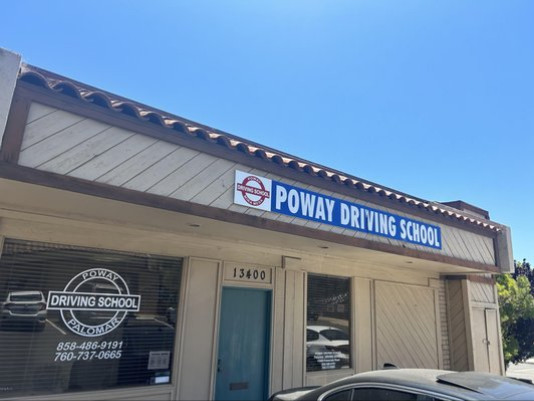 DRIVING SCHOOL
POWAY DRIVING SCHOOL
13400
POWAY
DRIVING SCHOOL
PALOMAR
858-486-9191
760-737-0665